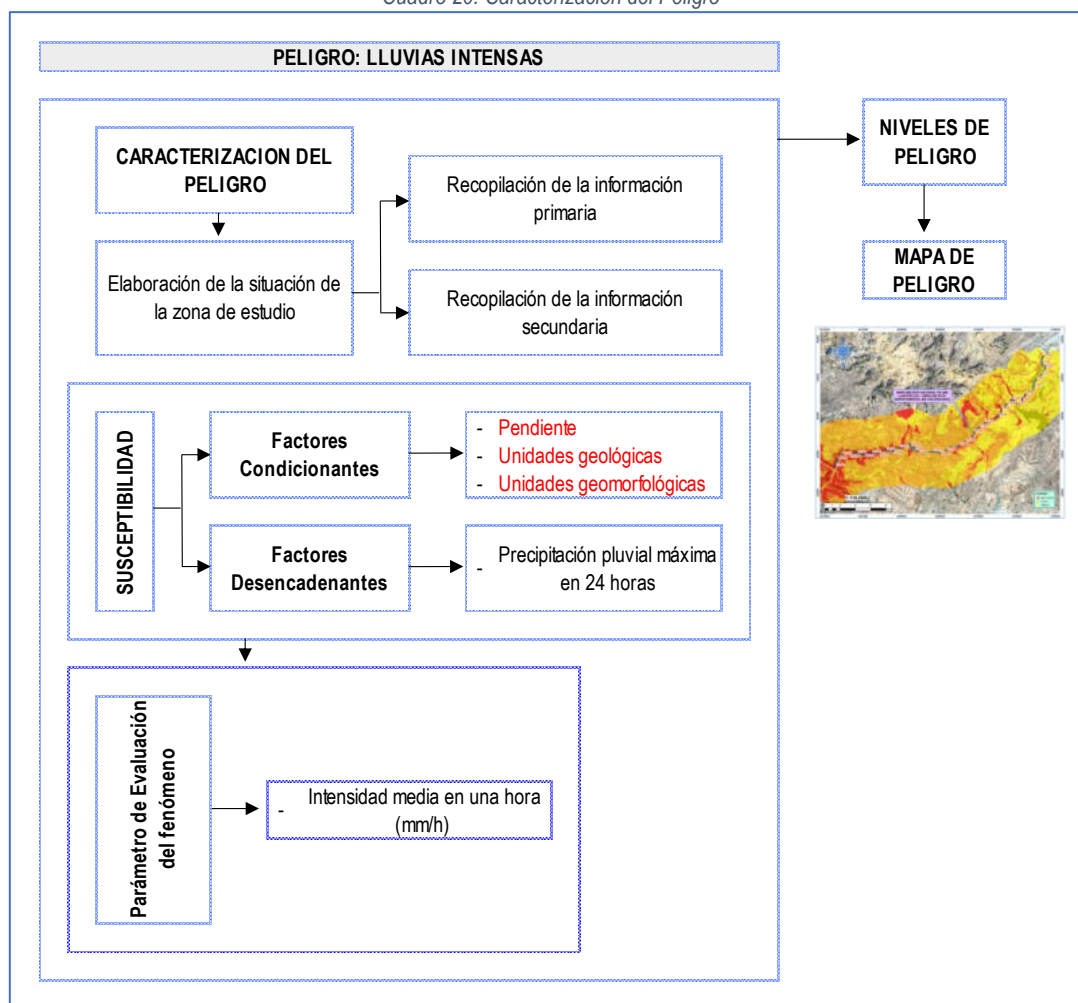 PELIGRO: LLUVIAS INTENSAS
CARACTERIZACION DEL
PELIGRO
Elaboración de la situación de
la zona de estudio
Recopilación de la información
primaria
Recopilación de la información
secundaria
NIVELES DE
PELIGRO
MAPA DE
PELIGRO
SUSCEPTIBILIDAD
Factores
Condicionantes
- Pendiente
- Unidades geológicas
- Unidades geomorfológicas
Factores
Desencadenantes
- Precipitación pluvial máxima
en 24 horas
Parámetro de Evaluación
del fenómeno
- Intensidad media en una hora
(mm/h)